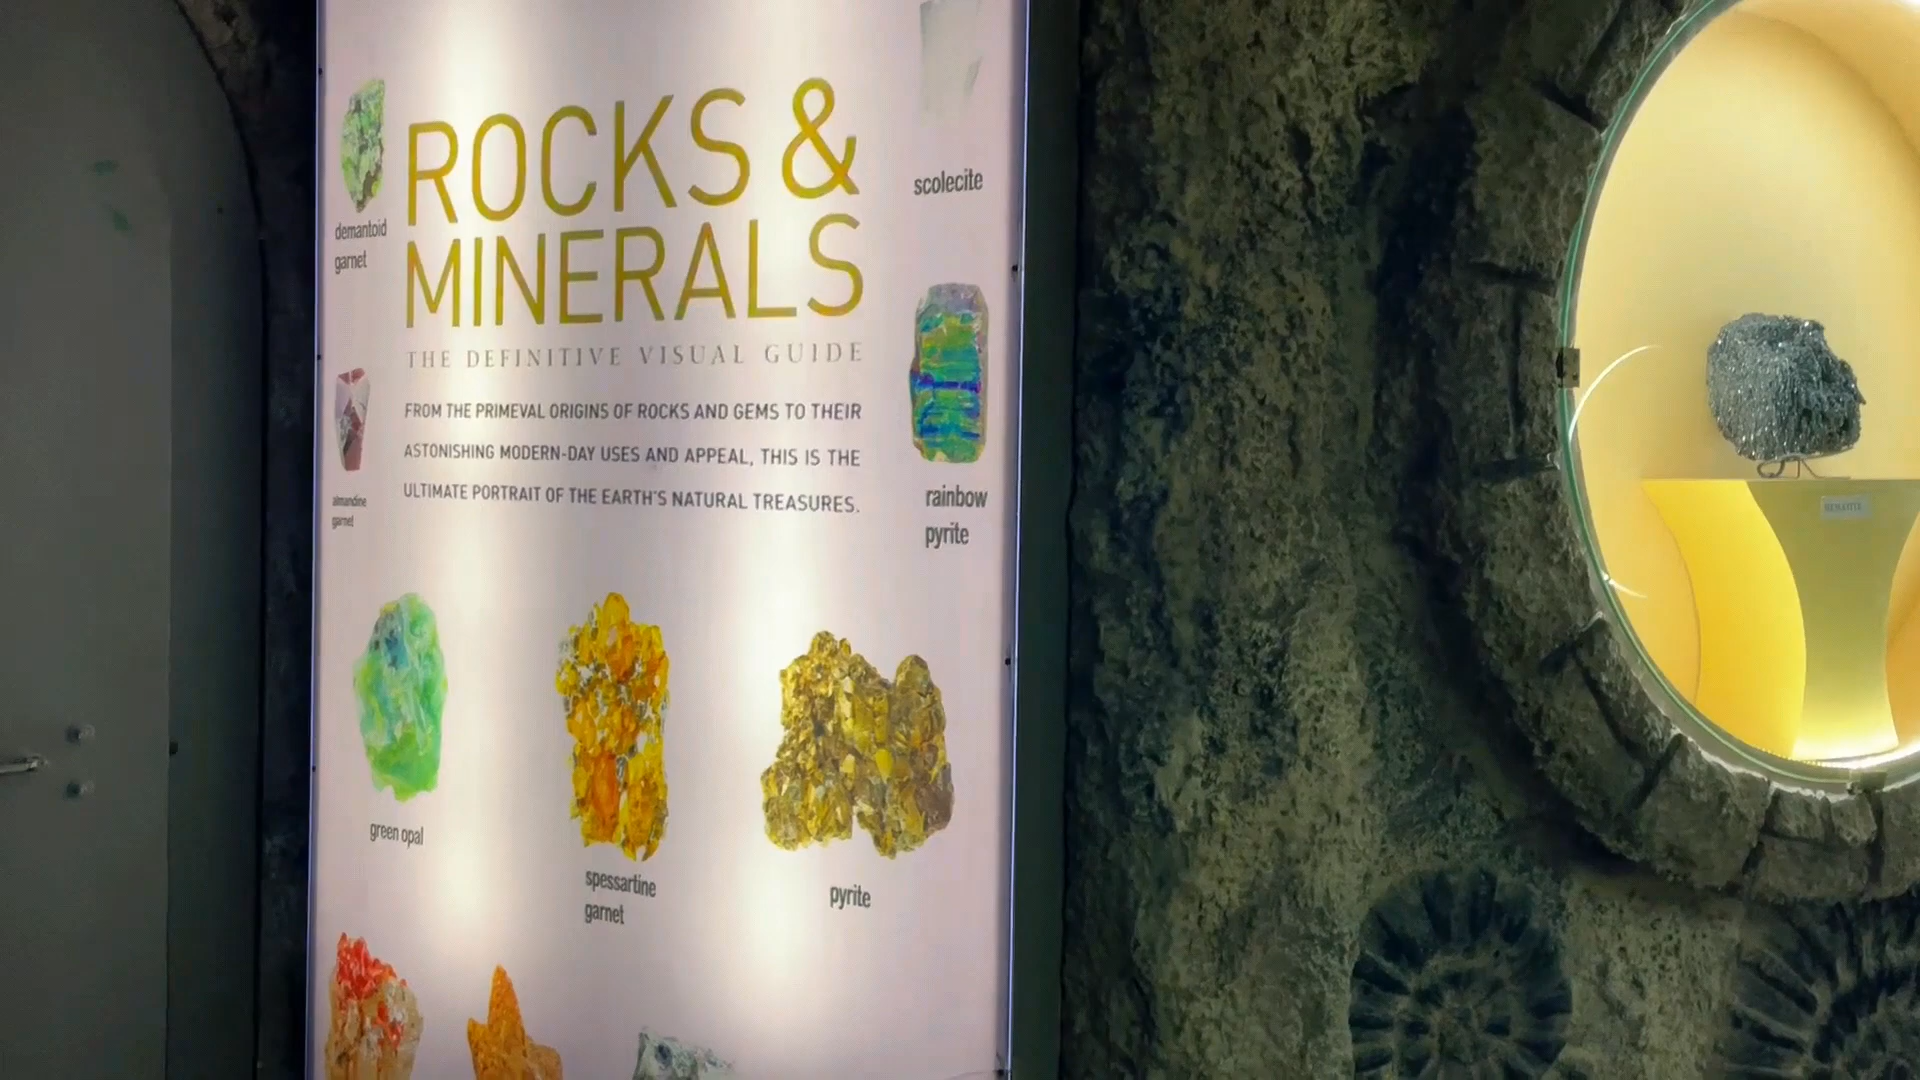 ROCKS &
MINERALS
THE DEFINITIVE VISUAL GUIDE
FROM THE PRIMEVAL ORIGINS OF ROCKS AND GEMS TO THEIR
ASTONISHING MODERN-DAY USES AND APPEAL, THIS IS THE
ULTIMATE PORTRAIT OF THE EARTH'S NATURAL TREASURES.
demantoid
garnet
scolecite
almandine
garnet
rainbow
pyrite
green opal
spessartine
garnet
pyrite
HEMATITE